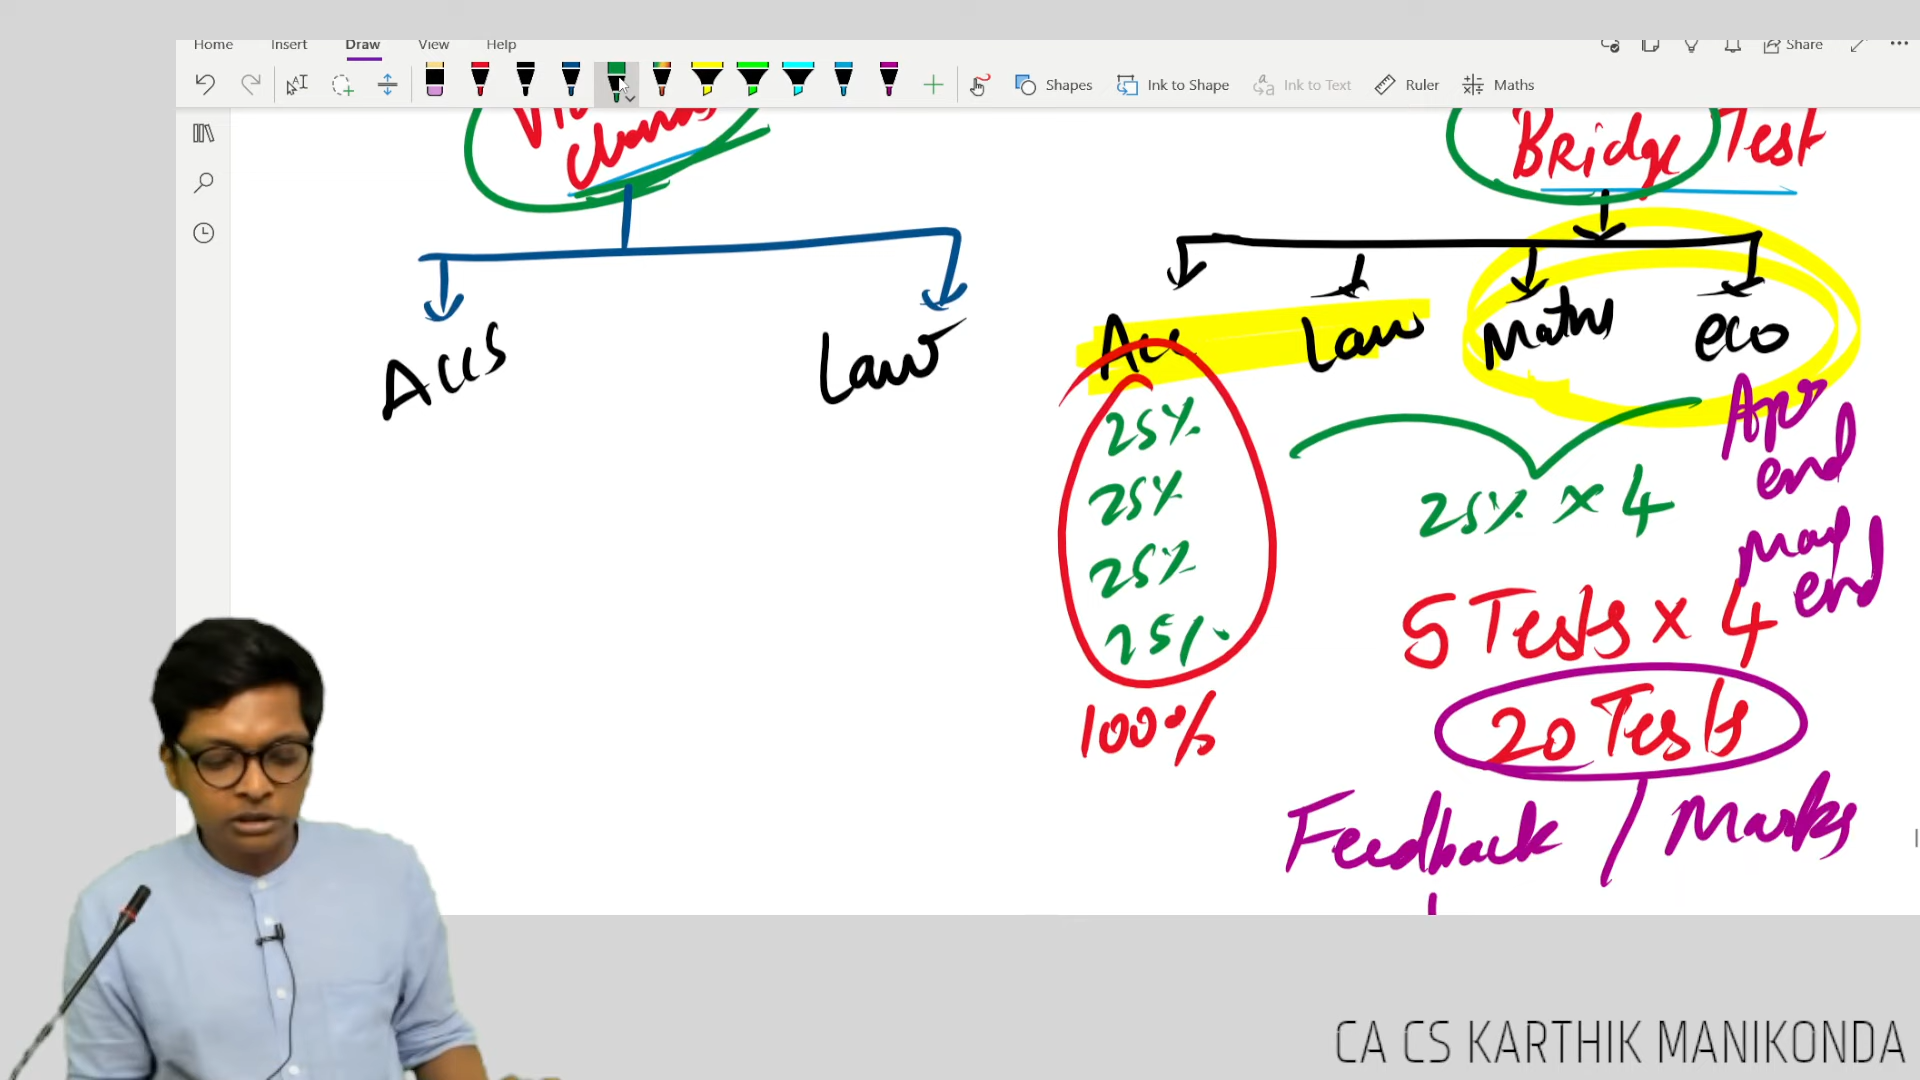 Home Insert Draw View Help Share
Shapes Ink to Shape Ink to Text Ruler Maths
classes
Bridge Test
Accs Law
Acc Law Maths eco
25%
25%
25%
25%
100%
25% x 4
Apr
end
May
end
5 Tests x 4
20 Tests
Feedback / Marks
CA CS KARTHIK MANIKONDA